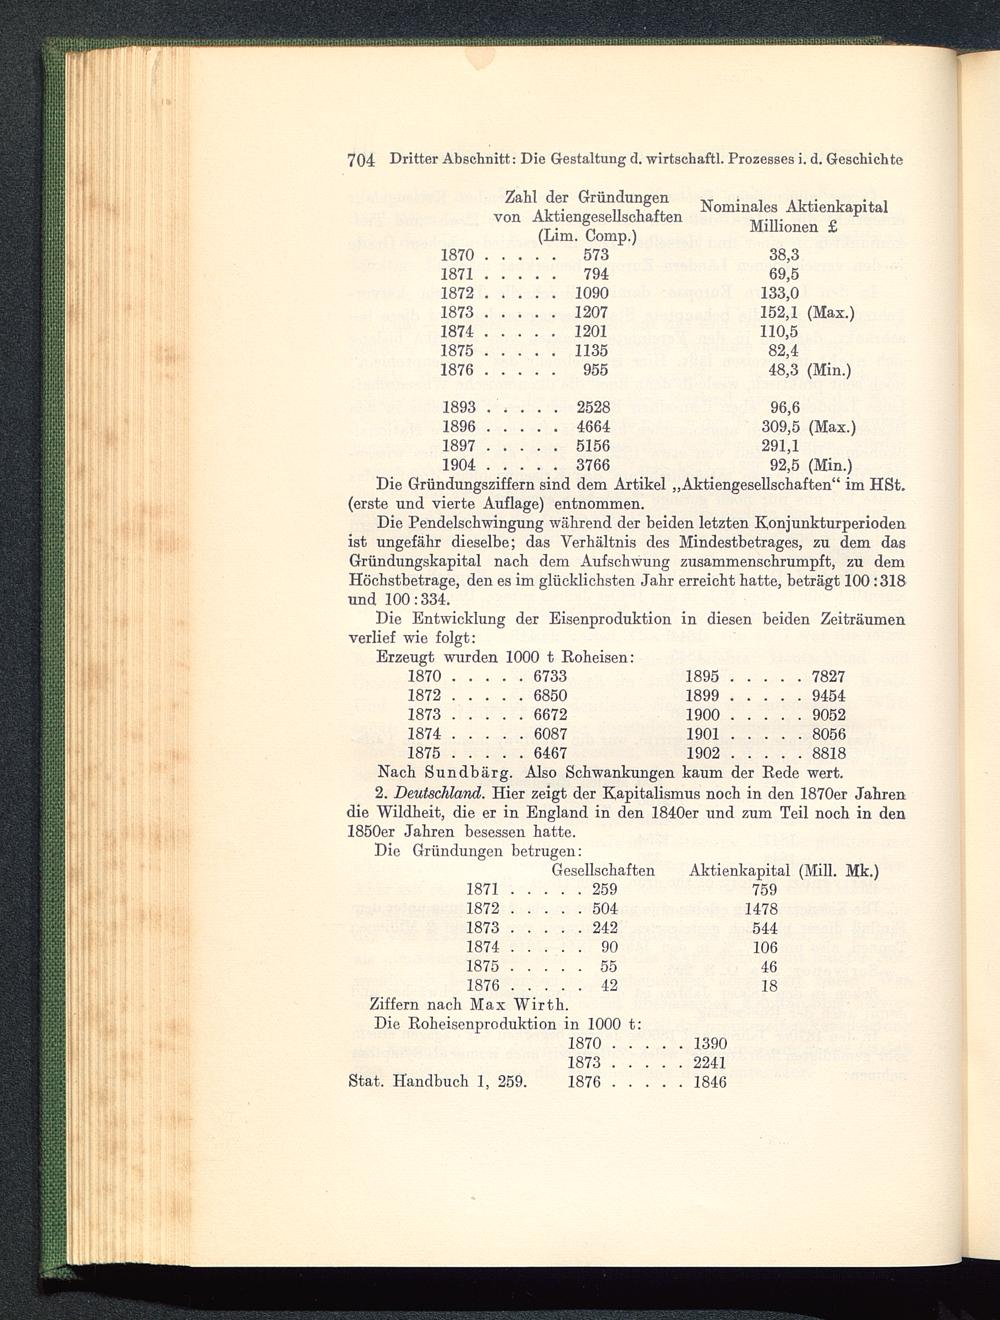 704 Dritter Abschnitt: Die Gestaltung d. wirtschaftl. Prozesses i. d. Geschichte
Zahl der Gründungen
von Aktiengesellschaften
(Lim. Comp.)
Nominales Aktienkapital
Millionen £
1870 . . . . . 573 38,3
1871 . . . . . 794 69,5
1872 . . . . . 1090 133,0
1873 . . . . . 1207 152,1 (Max.)
1874 . . . . . 1201 110,5
1875 . . . . . 1135 82,4
1876 . . . . . 955 48,3 (Min.)
1893 . . . . . 2528 96,6
1896 . . . . . 4664 309,5 (Max.)
1897 . . . . . 5156 291,1
1904 . . . . . 3766 92,5 (Min.)
Die Gründungsziffern sind dem Artikel „Aktiengesellschaften“ im HSt.
(erste und vierte Auflage) entnommen.
Die Pendelschwingung während der beiden letzten Konjunkturperioden
ist ungefähr dieselbe; das Verhältnis des Mindestbetrages, zu dem das
Gründungskapital nach dem Aufschwung zusammenschrumpft, zu dem
Höchstbetrage, den es im glücklichsten Jahr erreicht hatte, beträgt 100:318
und 100:334.
Die Entwicklung der Eisenproduktion in diesen beiden Zeiträumen
verlief wie folgt:
Erzeugt wurden 1000 t Roheisen:
1870 . . . . . 6733 1895 . . . . . 7827
1872 . . . . . 6850 1899 . . . . . 9454
1873 . . . . . 6672 1900 . . . . . 9052
1874 . . . . . 6087 1901 . . . . . 8056
1875 . . . . . 6467 1902 . . . . . 8818
Nach Sundbärg. Also Schwankungen kaum der Rede wert.
2. Deutschland. Hier zeigt der Kapitalismus noch in den 1870er Jahren
die Wildheit, die er in England in den 1840er und zum Teil noch in den
1850er Jahren besessen hatte.
Die Gründungen betrugen:
Gesellschaften Aktienkapital (Mill. Mk.)
1871 . . . . . 259 759
1872 . . . . . 504 1478
1873 . . . . . 242 544
1874 . . . . . 90 106
1875 . . . . . 55 46
1876 . . . . . 42 18
Ziffern nach Max Wirth.
Die Roheisenproduktion in 1000 t:
1870 . . . . . 1390
1873 . . . . . 2241
Stat. Handbuch 1, 259. 1876 . . . . . 1846